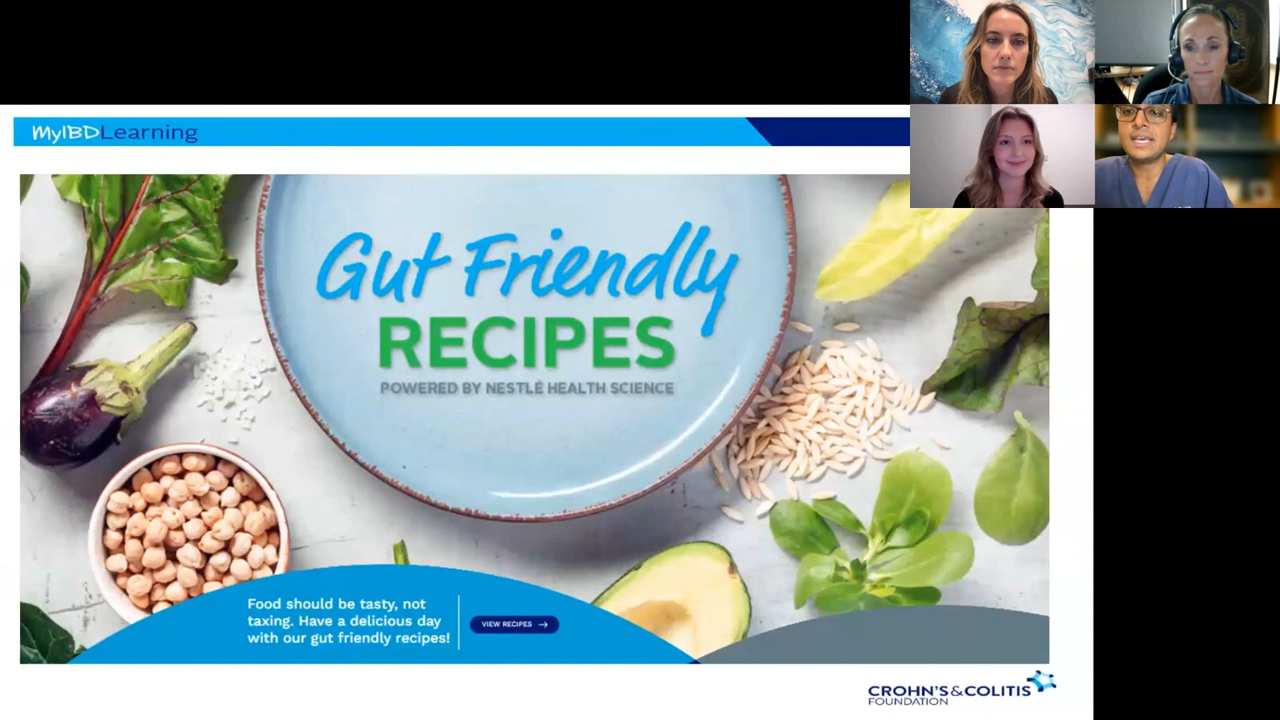 MyIBDLearning
Gut Friendly
RECIPES
POWERED BY NESTLÉ HEALTH SCIENCE
Food should be tasty, not
taxing. Have a delicious day
with our gut friendly recipes!
VIEW RECIPES
CROHN'S & COLITIS
FOUNDATION